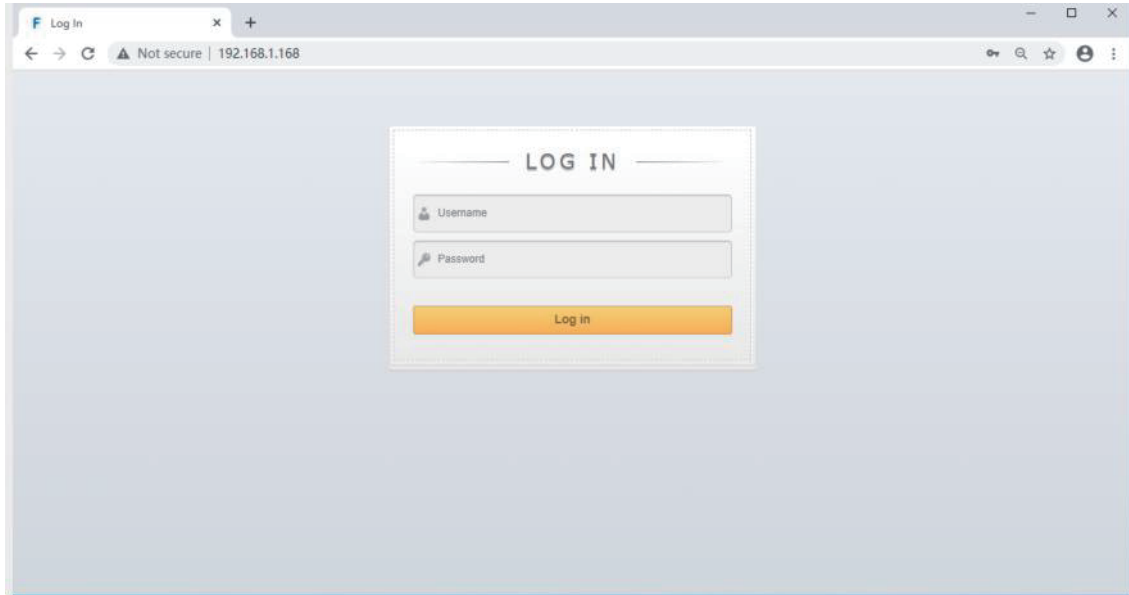 F Log In
Not secure | 192.168.1.168
LOG IN
Username
Password
Log in